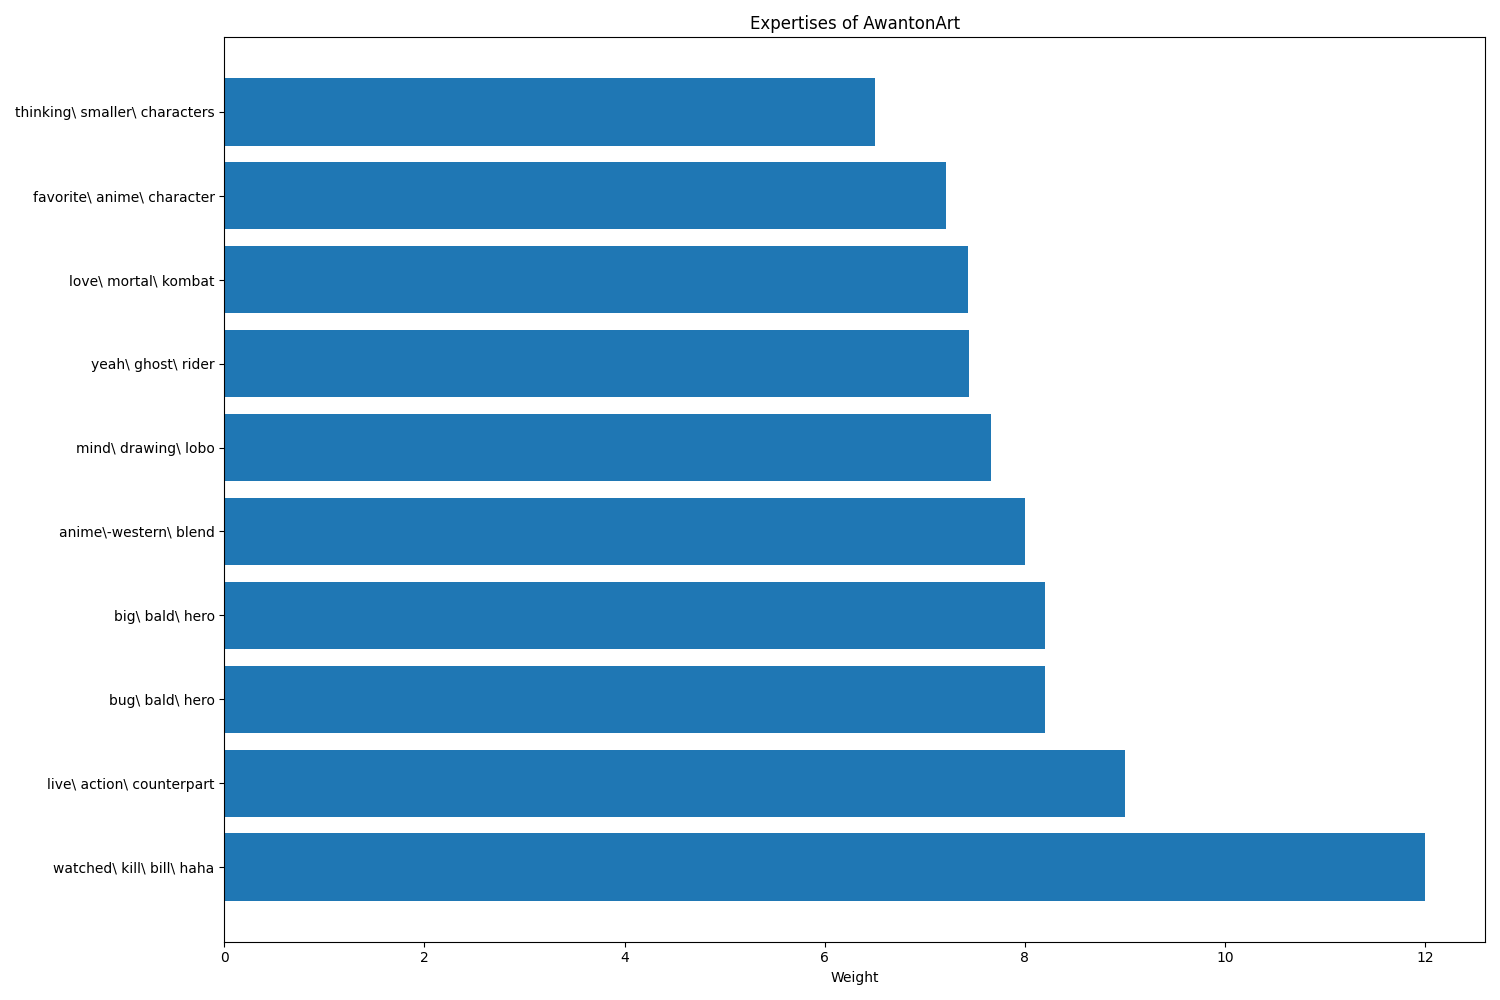 Expertises of AwantonArt
thinking\ smaller\ characters
favorite\ anime\ character
love\ mortal\ kombat
yeah\ ghost\ rider
mind\ drawing\ lobo
anime\-western\ blend
big\ bald\ hero
bug\ bald\ hero
live\ action\ counterpart
watched\ kill\ bill\ haha
0 2 4 6 8 10 12
Weight